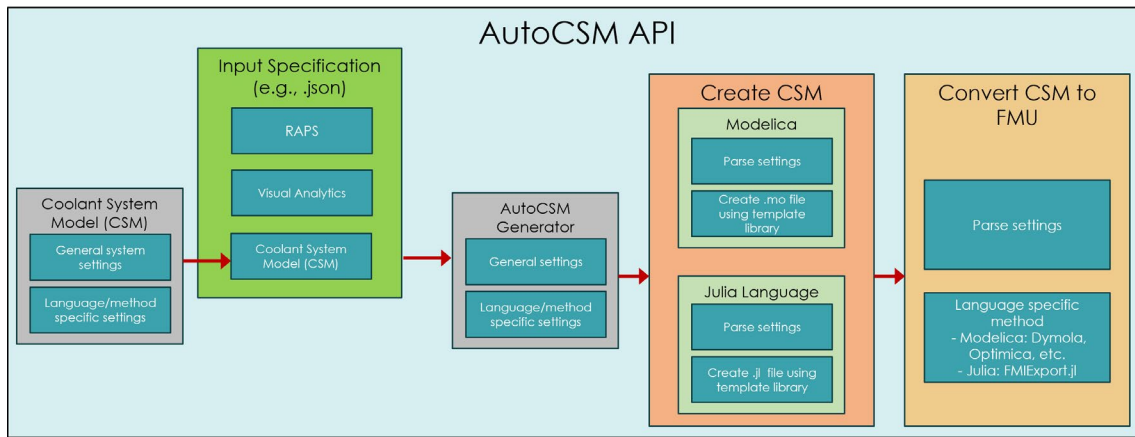 AutoCSM API
Coolant System
Model (CSM)
General system
settings
Language/method
specific settings
Input Specification
(e.g., .json)
RAPS
Visual Analytics
Coolant System
Model (CSM)
AutoCSM
Generator
General settings
Language/method
specific settings
Create CSM
Modelica
Parse settings
Create .mo file
using template
library
Julia Language
Parse settings
Create .jl file using
template library
Convert CSM to
FMU
Parse settings
Language specific
method
- Modelica: Dymola,
Optimica, etc.
- Julia: FMIExport.jl